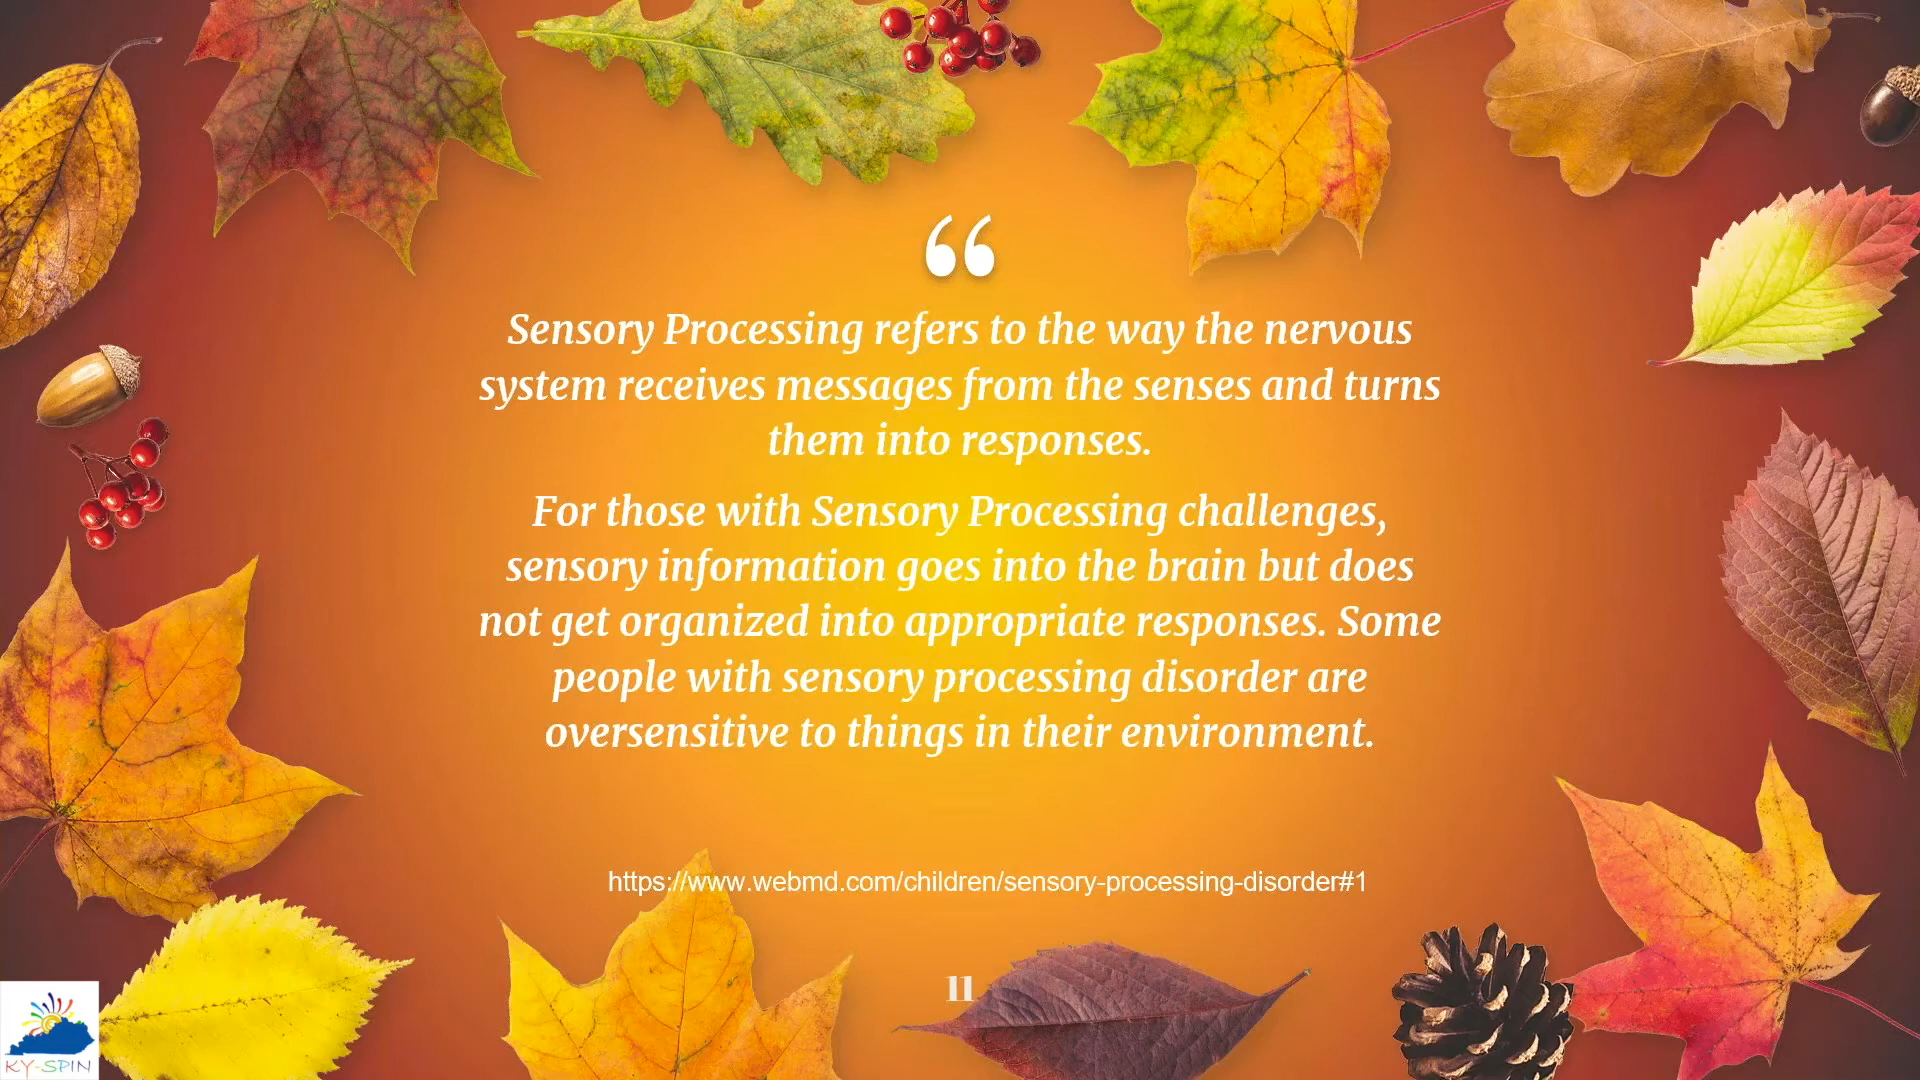 “
Sensory Processing refers to the way the nervous
system receives messages from the senses and turns
them into responses.
For those with Sensory Processing challenges,
sensory information goes into the brain but does
not get organized into appropriate responses. Some
people with sensory processing disorder are
oversensitive to things in their environment.
https://www.webmd.com/children/sensory-processing-disorder#1
11
KY-SPIN